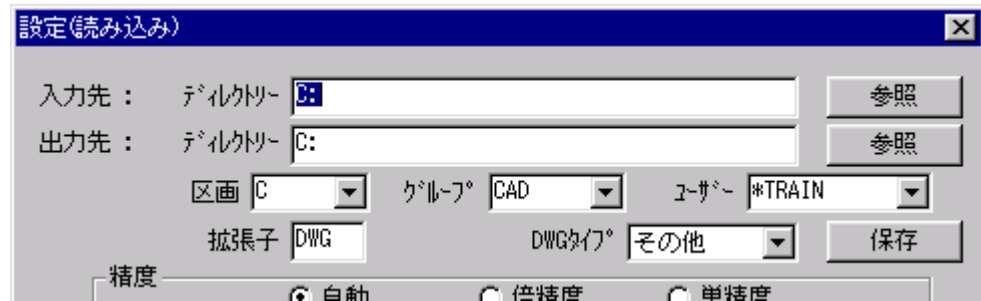 設定(読み込み)
入力先： ﾃﾞｨﾚｸﾄﾘｰ C: 参照
出力先： ﾃﾞｨﾚｸﾄﾘｰ C: 参照
区画 C ｸﾞﾙｰﾌﾟ CAD ﾕｰｻﾞｰ *TRAIN
拡張子 DWG DWGﾀｲﾌﾟ その他 保存
精度
自動 倍精度 単精度